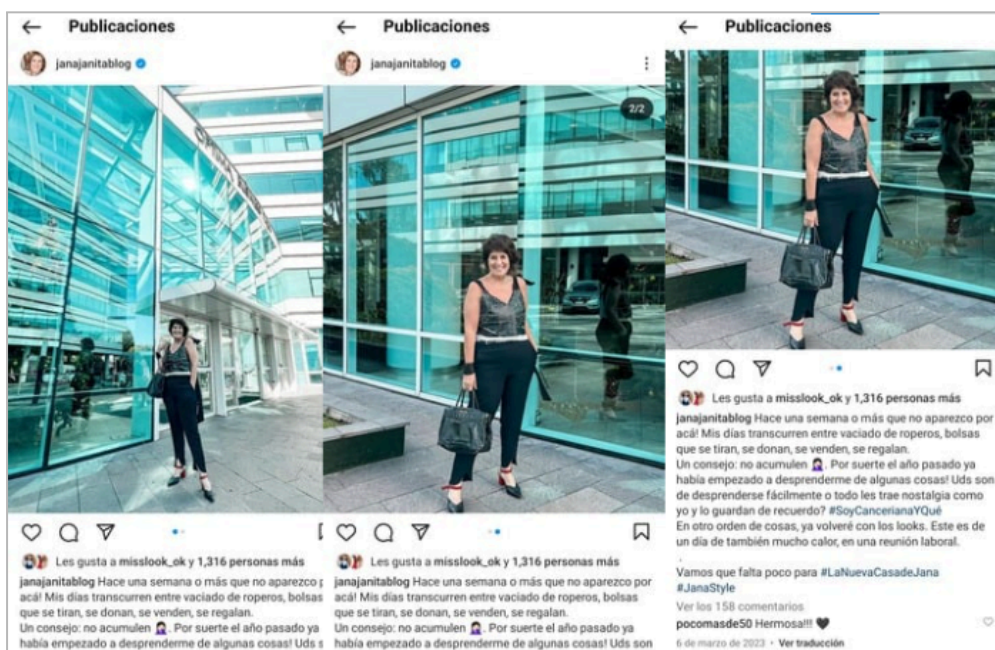 Publicaciones
janajanitablog
Les gusta a misslook_ok y 1,316 personas más
janajanitablog Hace una semana o más que no aparezco p
acá! Mis días transcurren entre vaciado de roperos, bolsas
que se tiran, se donan, se venden, se regalan.
Un consejo: no acumulen 🤦🏻‍♀️. Por suerte el año pasado ya
había empezado a desprenderme de algunas cosas! Uds s
Publicaciones
janajanitablog
2/2
Les gusta a misslook_ok y 1,316 personas más
janajanitablog Hace una semana o más que no aparezco por
acá! Mis días transcurren entre vaciado de roperos, bolsas
que se tiran, se donan, se venden, se regalan.
Un consejo: no acumulen 🤦🏻‍♀️. Por suerte el año pasado ya
había empezado a desprenderme de algunas cosas! Uds son
Publicaciones
Les gusta a misslook_ok y 1,316 personas más
janajanitablog Hace una semana o más que no aparezco por
acá! Mis días transcurren entre vaciado de roperos, bolsas
que se tiran, se donan, se venden, se regalan.
Un consejo: no acumulen 🤦🏻‍♀️. Por suerte el año pasado ya
había empezado a desprenderme de algunas cosas! Uds son
de desprenderse fácilmente o todo les trae nostalgia como
yo y lo guardan de recuerdo? #SoyCancerianaYQué
En otro orden de cosas, ya volveré con los looks. Este es de
un día de también mucho calor, en una reunión laboral.
.
Vamos que falta poco para #LaNuevaCasadeJana
#JanaStyle
Ver los 158 comentarios
pocomasde50 Hermosa!!! 🖤
6 de marzo de 2023 • Ver traducción